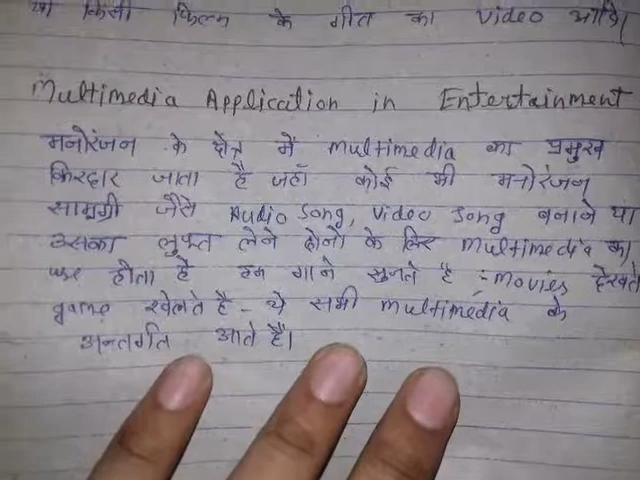 या किसी फिल्म के गीत का video आदि।
Multimedia Application in Entertainment
मनोरंजन के क्षेत्र में multimedia का प्रमुख
किरदार जाता है जहाँ कोई भी मनोरंजन
सामग्री जैसे Audio Song, Video Song बनाने या
उसका लुफ्त लेने दोनों के लिए Multimedia का
use होता है हम गाने सुनते है : Movies देखते
game खेलते है - ये सभी multimedia के
अन्तर्गत आते हैं।